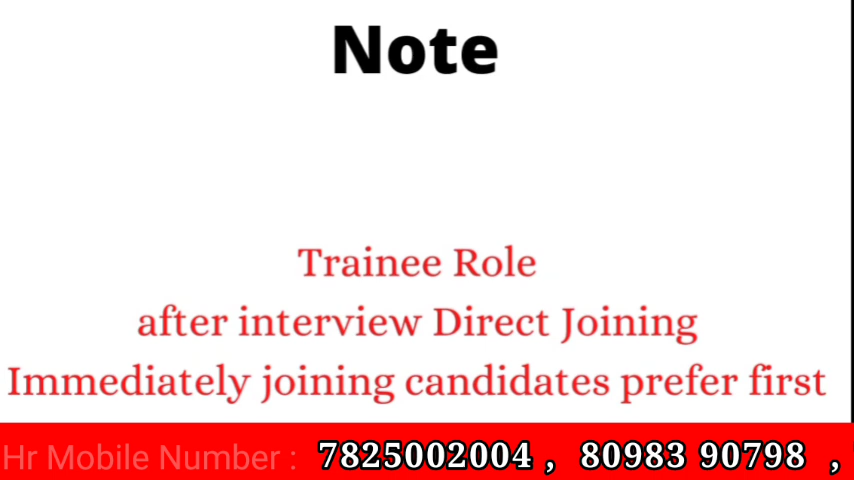 Note
Trainee Role
after interview Direct Joining
Immediately joining candidates prefer first
Hr Mobile Number : 7825002004 , 80983 90798 ,